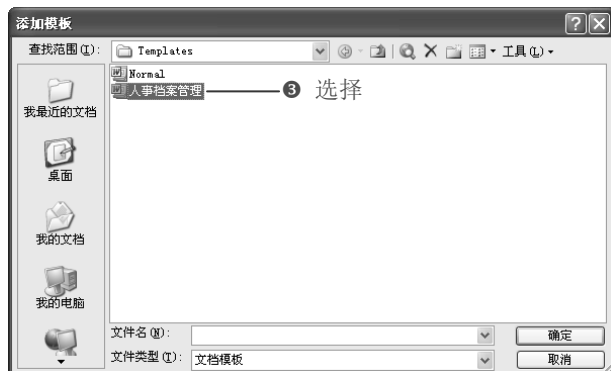 添加模板
查找范围(I): Templates 工具(L)
Normal
人事档案管理 ❸ 选择
我最近的文档
桌面
我的文档
我的电脑
文件名(N): 确定
文件类型(T): 文档模板 取消